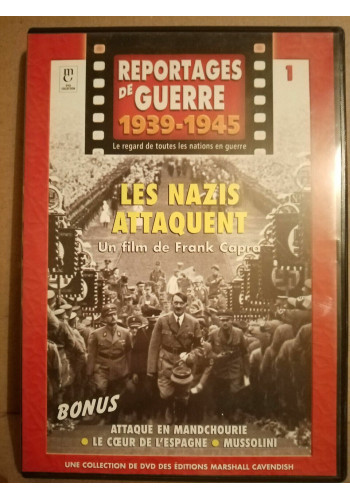 REPORTAGES
DE GUERRE
1939-1945
Le regard de toutes les nations en guerre
1
LES NAZIS
ATTAQUENT
Un film de Frank Capra
BONUS
ATTAQUE EN MANDCHOURIE
• LE CŒUR DE L'ESPAGNE • MUSSOLINI
UNE COLLECTION DE DVD DES ÉDITIONS MARSHALL CAVENDISH